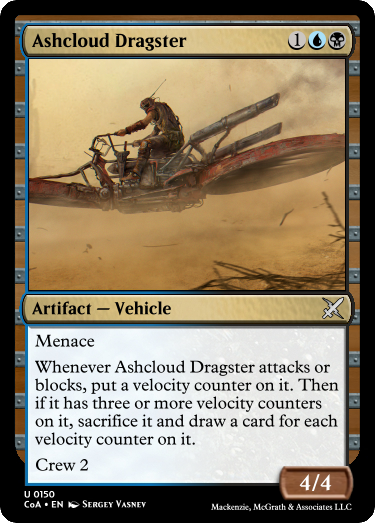 Ashcloud Dragster 1
Artifact — Vehicle
Menace
Whenever Ashcloud Dragster attacks or
blocks, put a velocity counter on it. Then
if it has three or more velocity counters
on it, sacrifice it and draw a card for each
velocity counter on it.
Crew 2
4/4
U 0150
CoA • EN Sergey Vasnev
Mackenzie, McGrath & Associates LLC